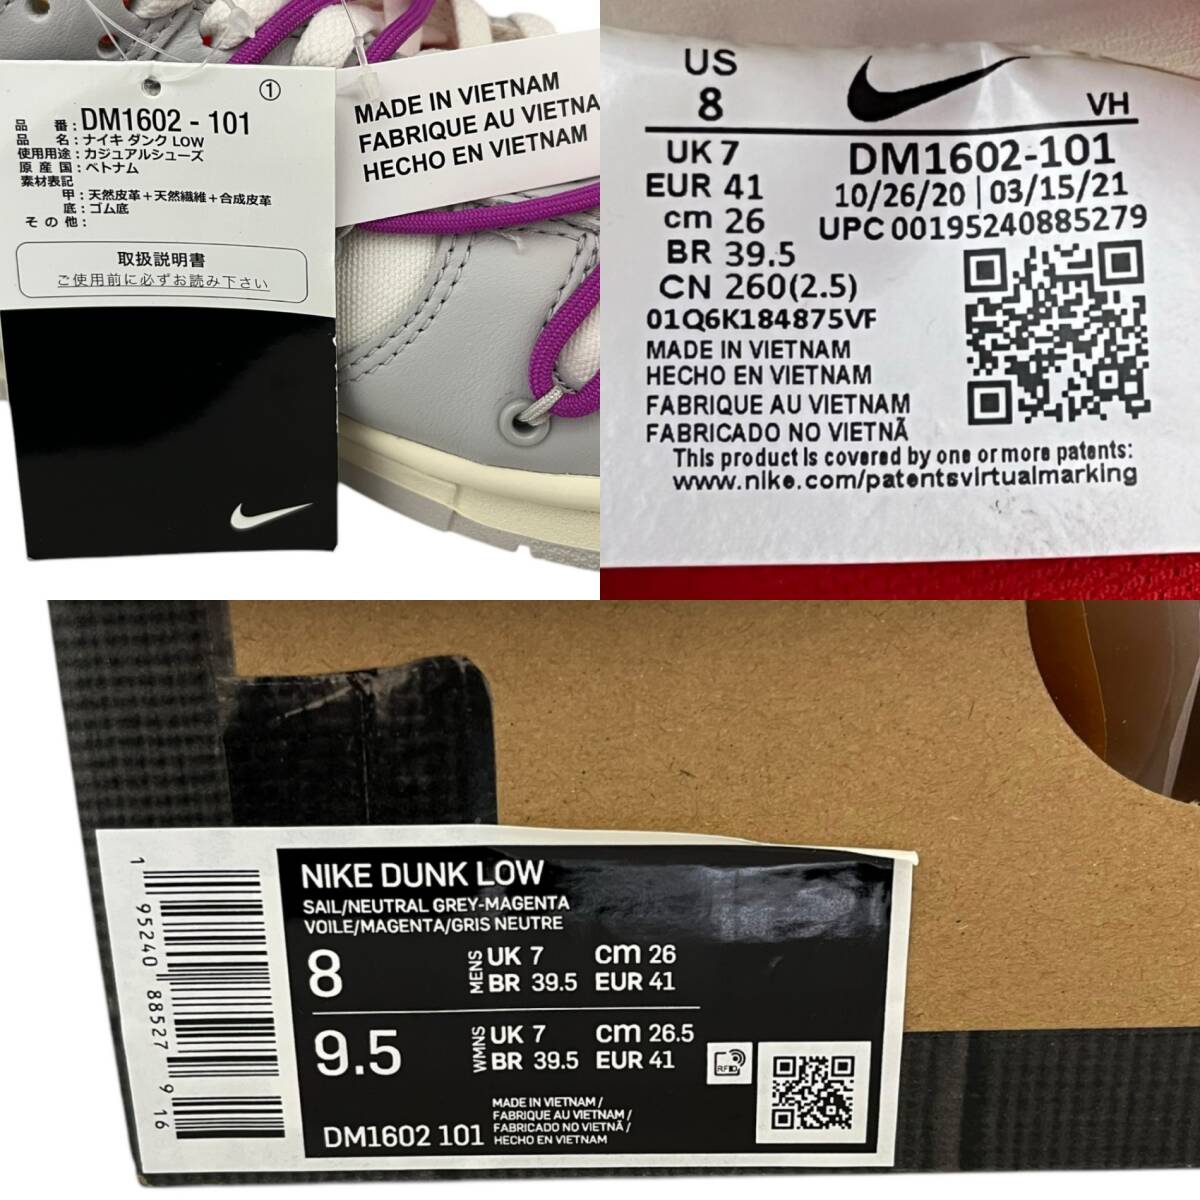 ①
品 番：DM1602 - 101
品 名：ナイキ ダンク LOW
使用用途：カジュアルシューズ
原 産 国：ベトナム
素材表記
甲：天然皮革＋天然繊維＋合成皮革
底：ゴム底
そ の 他：
取扱説明書
ご使用前に必ずお読み下さい
MADE IN VIETNAM
FABRIQUE AU VIETNA
HECHO EN VIETNAM
US
8
VH
UK 7
EUR 41
cm 26
BR 39.5
CN 260(2.5)
DM1602-101
10/26/20 | 03/15/21
UPC 00195240885279
01Q6K184875VF
MADE IN VIETNAM
HECHO EN VIETNAM
FABRIQUE AU VIETNAM
FABRICADO NO VIETNÃ
This product is covered by one or more patents:
www.nike.com/patentsvirtualmarking
1 95240 88527 9 16
NIKE DUNK LOW
SAIL/NEUTRAL GREY-MAGENTA
VOILE/MAGENTA/GRIS NEUTRE
8 MENS UK 7 cm 26
BR 39.5 EUR 41
9.5 WMNS UK 7 cm 26.5
BR 39.5 EUR 41
RFID
DM1602 101
MADE IN VIETNAM /
FABRIQUE AU VIETNAM /
FABRICADO NO VIETNÃ /
HECHO EN VIETNAM